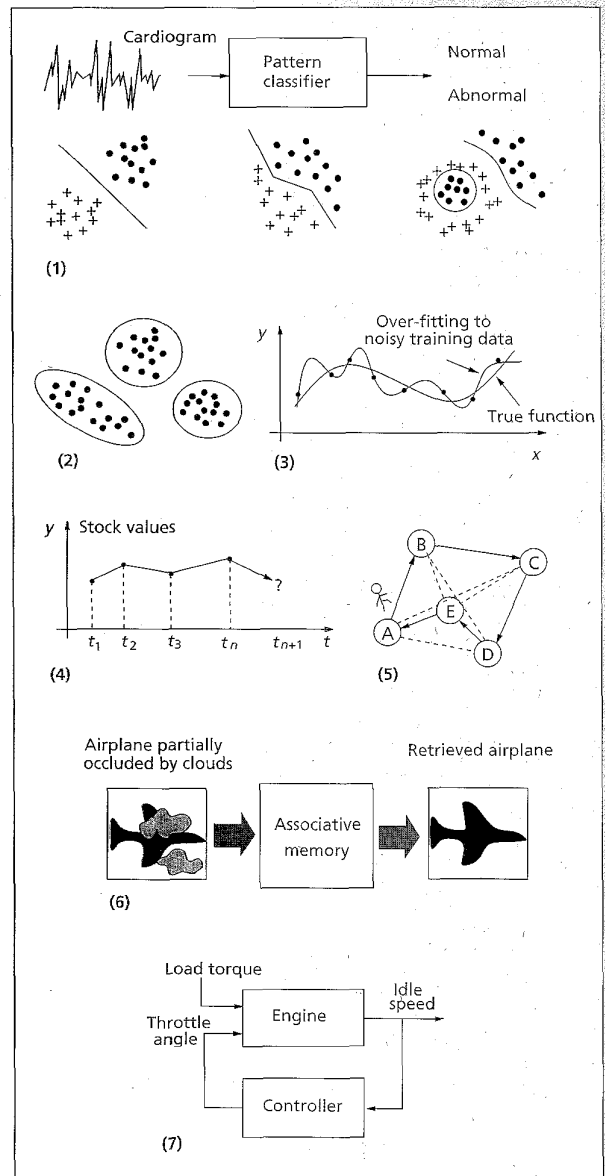 Cardiogram
Pattern
classifier
Normal
Abnormal
(1)
(2)
y
Over-fitting to
noisy training data
True function
x
(3)
y
Stock values
?
t1 t2 t3 tn tn+1 t
(4)
B
C
E
A
D
(5)
Airplane partially
occluded by clouds
Retrieved airplane
Associative
memory
(6)
Load torque
Idle
speed
Engine
Throttle
angle
Controller
(7)